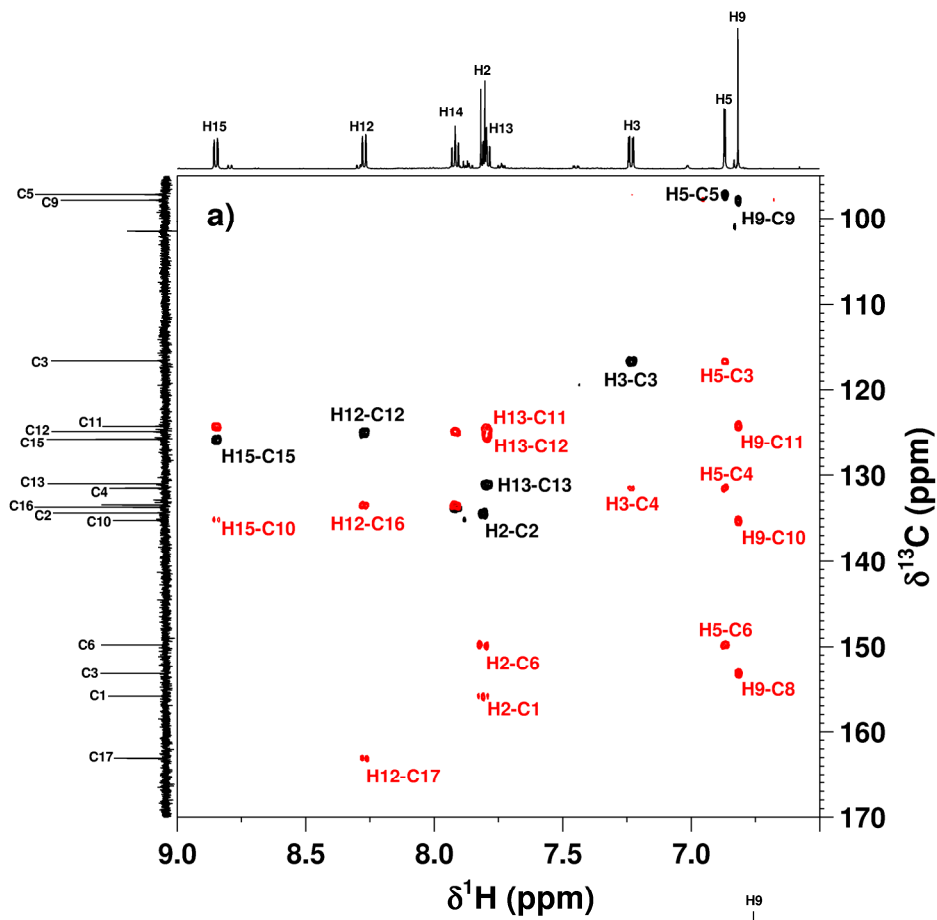 H9
H2
H15
H12
H14
H13
H3
H5
a)
C5
C9
H5-C5
H9-C9
100
110
C3
H3-C3
H5-C3
120
C11
C12
C15
H12-C12
H15-C15
H13-C11
H13-C12
H9-C11
130
C13
C4
C16
C2
C10
H13-C13
H3-C4
H5-C4
H15-C10
H12-C16
H2-C2
H9-C10
140
C6
H5-C6
150
H2-C6
C3
H9-C8
C1
H2-C1
160
C17
H12-C17
170
δ13C (ppm)
9.0 8.5 8.0 7.5 7.0
δ1H (ppm)
H9